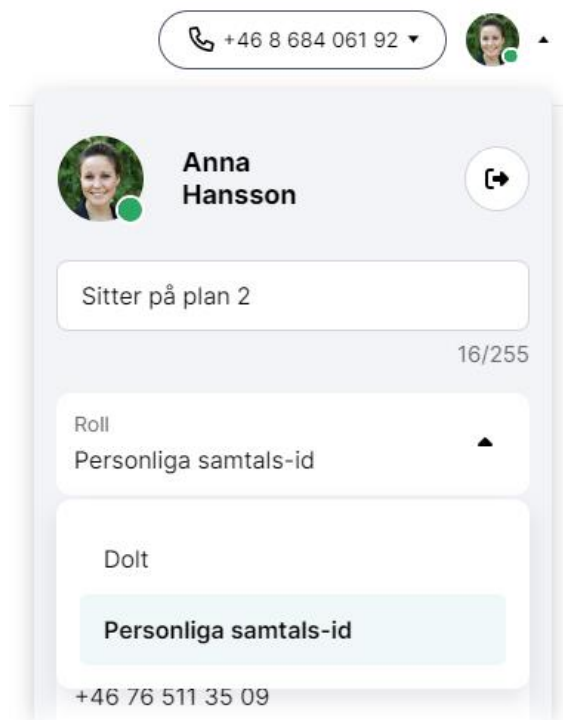 +46 8 684 061 92
Anna
Hansson
Sitter på plan 2
16/255
Roll
Personliga samtals-id
Dolt
Personliga samtals-id
+46 76 511 35 09